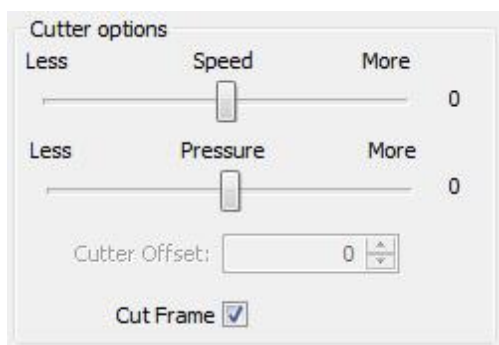 Cutter options
Less Speed More
0
Less Pressure More
0
Cutter Offset: 0
Cut Frame